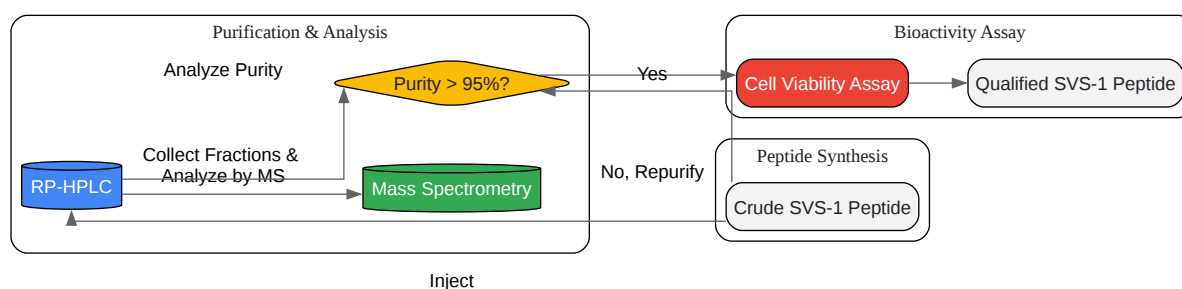 Purification & Analysis
Bioactivity Assay
Analyze Purity
Purity > 95%?
Yes
Cell Viability Assay
Qualified SVS-1 Peptide
Collect Fractions &
Analyze by MS
RP-HPLC
Mass Spectrometry
No, Repurify
Peptide Synthesis
Crude SVS-1 Peptide
Inject